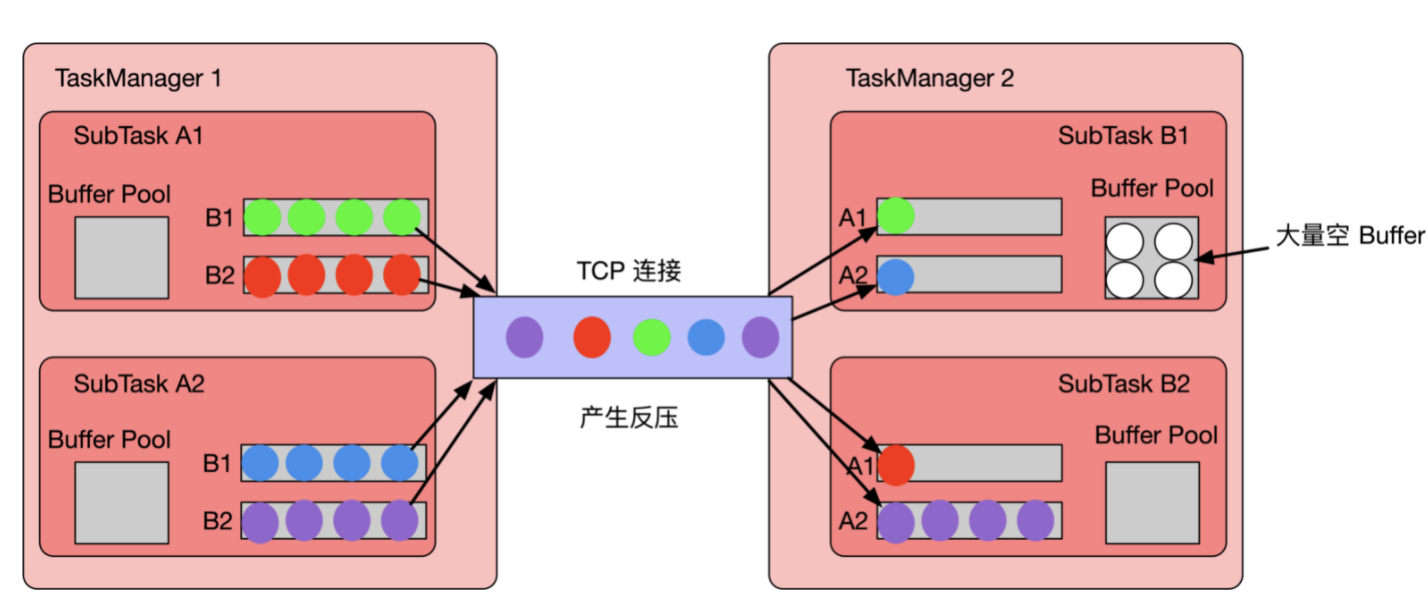 TaskManager 1
SubTask A1
Buffer Pool
B1
B2
SubTask A2
Buffer Pool
B1
B2
TCP 连接
产生反压
TaskManager 2
SubTask B1
Buffer Pool
A1
A2
大量空 Buffer
SubTask B2
Buffer Pool
A1
A2